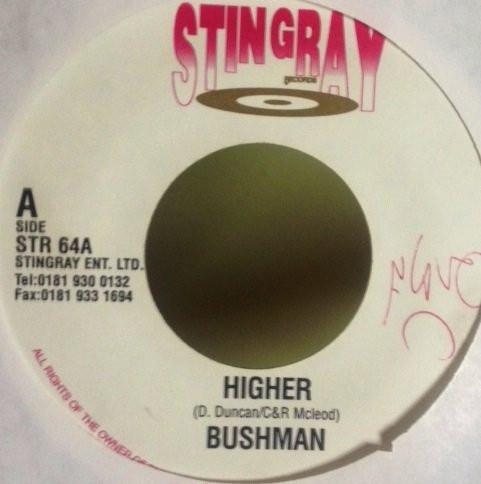 STINGRAY
RECORDS
A
SIDE
STR 64A
STINGRAY ENT. LTD.
Tel:0181 930 0132
Fax:0181 933 1694
HIGHER
(D. Duncan/C&R Mcleod)
BUSHMAN
ALL RIGHTS OF THE OWNER